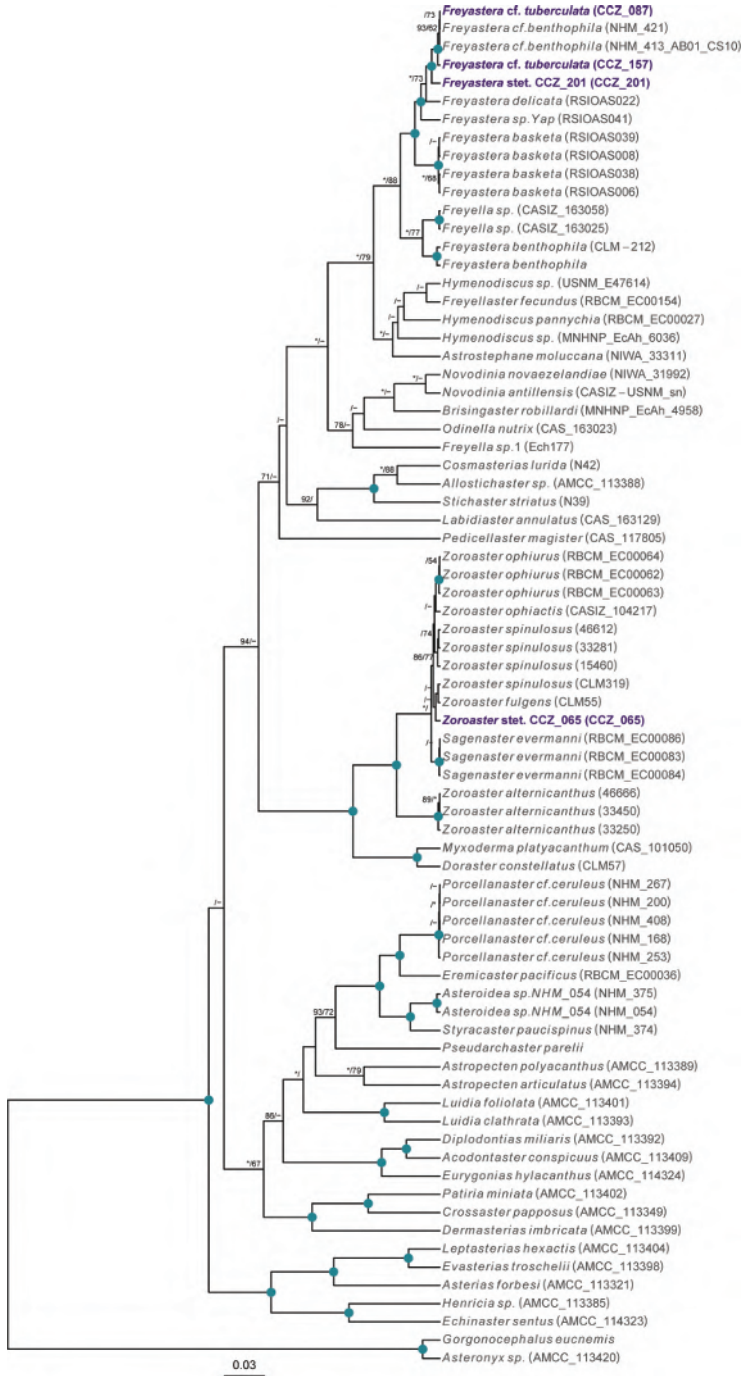 /73
Freyastera cf. tuberculata (CCZ_087)
93/62
Freyastera cf.benthophila (NHM_421)
Freyastera cf.benthophila (NHM_413_AB01_CS10)
Freyastera cf. tuberculata (CCZ_157)
*/73
Freyastera stet. CCZ_201 (CCZ_201)
Freyastera delicata (RSIOAS022)
Freyastera sp.Yap (RSIOAS041)
Freyastera basketa (RSIOAS039)
/–
Freyastera basketa (RSIOAS008)
Freyastera basketa (RSIOAS038)
*/88
*/68
Freyastera basketa (RSIOAS006)
Freyella sp. (CASIZ_163058)
Freyella sp. (CASIZ_163025)
*/77
Freyastera benthophila (CLM–212)
*/79
Freyastera benthophila
Hymenodiscus sp. (USNM_E47614)
/–
Freyellaster fecundus (RBCM_EC00154)
/–
Hymenodiscus pannychia (RBCM_EC00027)
/–
*/–
Hymenodiscus sp. (MNHNP_EcAh_6036)
*/–
Astrostephane moluccana (NIWA_33311)
Novodinia novaezelandiae (NIWA_31992)
*/–
Novodinia antillensis (CASIZ–USNM_sn)
*/–
Brisingaster robillardi (MNHNP_EcAh_4958)
/–
78/–
Odinella nutrix (CAS_163023)
/–
Freyella sp.1 (Ech177)
Cosmasterias lurida (N42)
*/88
Allostichaster sp. (AMCC_113388)
71/–
/–
Stichaster striatus (N39)
92/
Labidiaster annulatus (CAS_163129)
Pedicellaster magister (CAS_117805)
/54
Zoroaster ophiurus (RBCM_EC00064)
Zoroaster ophiurus (RBCM_EC00062)
Zoroaster ophiurus (RBCM_EC00063)
/–
Zoroaster ophiactis (CASIZ_104217)
/74
Zoroaster spinulosus (46612)
94/–
Zoroaster spinulosus (33281)
86/77
Zoroaster spinulosus (15460)
/–
Zoroaster spinulosus (CLM319)
/–
*/
Zoroaster fulgens (CLM55)
Zoroaster stet. CCZ_065 (CCZ_065)
Sagenaster evermanni (RBCM_EC00086)
/–
Sagenaster evermanni (RBCM_EC00083)
Sagenaster evermanni (RBCM_EC00084)
89/*
Zoroaster alternicanthus (46666)
Zoroaster alternicanthus (33450)
Zoroaster alternicanthus (33250)
Myxoderma platyacanthum (CAS_101050)
Doraster constellatus (CLM57)
/–
/–
Porcellanaster cf.ceruleus (NHM_267)
/*
Porcellanaster cf.ceruleus (NHM_200)
/–
Porcellanaster cf.ceruleus (NHM_408)
Porcellanaster cf.ceruleus (NHM_168)
Porcellanaster cf.ceruleus (NHM_253)
Eremicaster pacificus (RBCM_EC00036)
Asteroidea sp.NHM_054 (NHM_375)
93/72
Asteroidea sp.NHM_054 (NHM_054)
Styracaster paucispinus (NHM_374)
Pseudarchaster parelii
*/
*/79
Astropecten polyacanthus (AMCC_113389)
Astropecten articulatus (AMCC_113394)
86/–
Luidia foliolata (AMCC_113401)
Luidia clathrata (AMCC_113393)
Diplodontias miliaris (AMCC_113392)
*/67
Acodontaster conspicuus (AMCC_113409)
Eurygonias hylacanthus (AMCC_114324)
Patiria miniata (AMCC_113402)
Crossaster papposus (AMCC_113349)
Dermasterias imbricata (AMCC_113399)
Leptasterias hexactis (AMCC_113404)
Evasterias troschelii (AMCC_113398)
Asterias forbesi (AMCC_113321)
Henricia sp. (AMCC_113385)
Echinaster sentus (AMCC_114323)
Gorgonocephalus eucnemis
Asteronyx sp. (AMCC_113420)
0.03